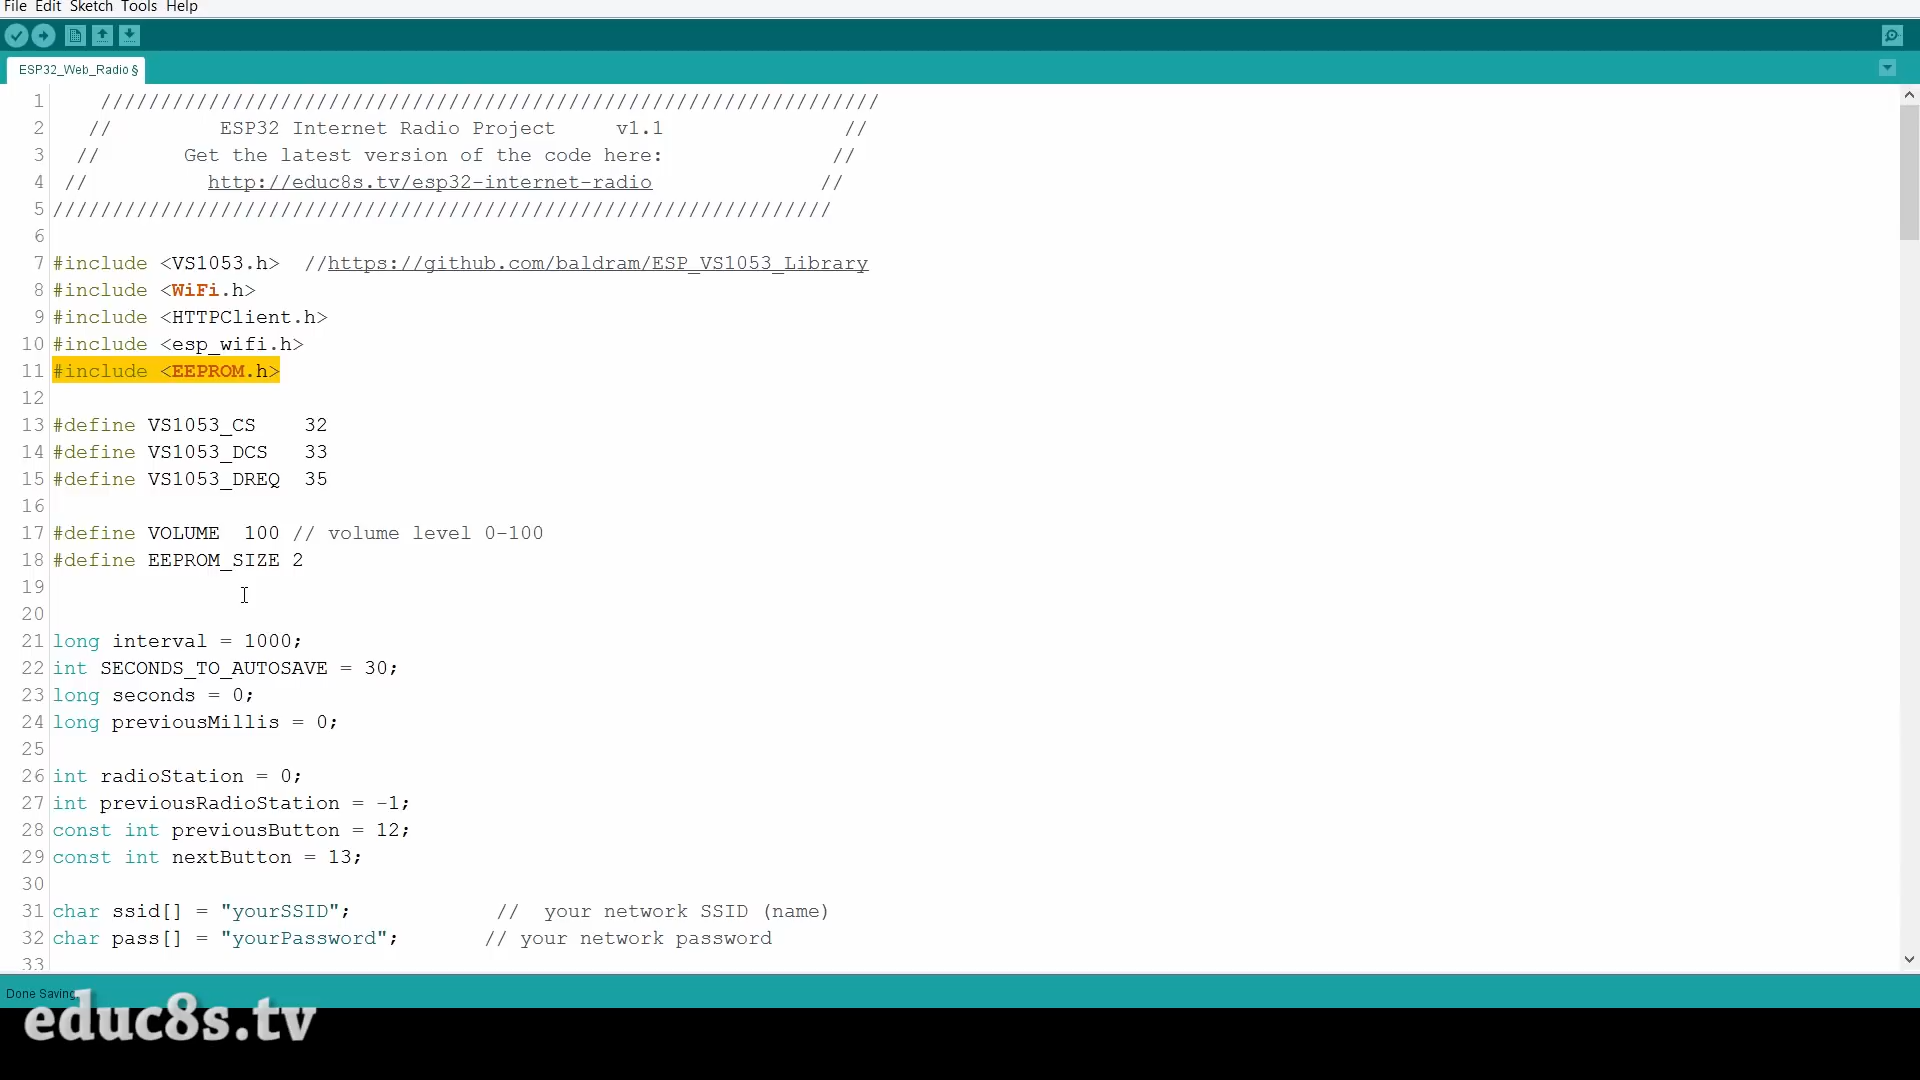 File Edit Sketch Tools Help
ESP32_Web_Radio §
1 /////////////////////////////////////////////////////////////////
2 // ESP32 Internet Radio Project v1.1 //
3 // Get the latest version of the code here: //
4 // http://educ8s.tv/esp32-internet-radio //
5 /////////////////////////////////////////////////////////////////
6
7 #include <VS1053.h> //https://github.com/baldram/ESP_VS1053_Library
8 #include <WiFi.h>
9 #include <HTTPClient.h>
10 #include <esp_wifi.h>
11 #include <EEPROM.h>
12
13 #define VS1053_CS 32
14 #define VS1053_DCS 33
15 #define VS1053_DREQ 35
16
17 #define VOLUME 100 // volume level 0-100
18 #define EEPROM_SIZE 2
19
20
21 long interval = 1000;
22 int SECONDS_TO_AUTOSAVE = 30;
23 long seconds = 0;
24 long previousMillis = 0;
25
26 int radioStation = 0;
27 int previousRadioStation = -1;
28 const int previousButton = 12;
29 const int nextButton = 13;
30
31 char ssid[] = "yourSSID"; // your network SSID (name)
32 char pass[] = "yourPassword"; // your network password
33
Done Saving.
educ8s.tv